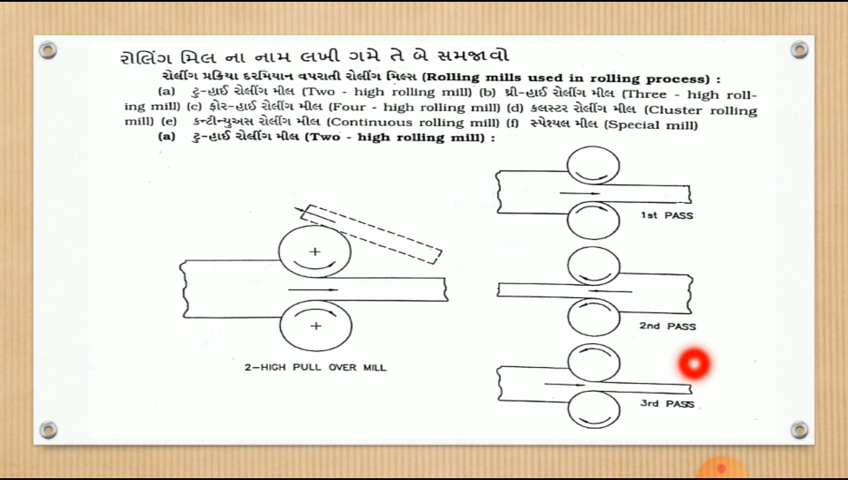 રોલિંગ મિલ ના નામ લખી ગમે તે બે સમજાવો
રોલીંગ પ્રક્રિયા દરમિયાન વપરાતી રોલીંગ મિલ્સ (Rolling mills used in rolling process) :
(a) ટુ-હાઈ રોલીંગ મીલ (Two - high rolling mill) (b) થ્રી-હાઈ રોલીંગ મીલ (Three - high roll-
ing mill) (c) ફોર-હાઈ રોલીંગ મીલ (Four - high rolling mill) (d) કલસ્ટર રોલીંગ મીલ (Cluster rolling
mill) (e) કન્ટીન્યુઅસ રોલીંગ મીલ (Continuous rolling mill) (f) સ્પેશ્યલ મીલ (Special mill)
(a) ટુ-હાઈ રોલીંગ મીલ (Two - high rolling mill) :
1st PASS
2nd PASS
2-HIGH PULL OVER MILL
3rd PASS